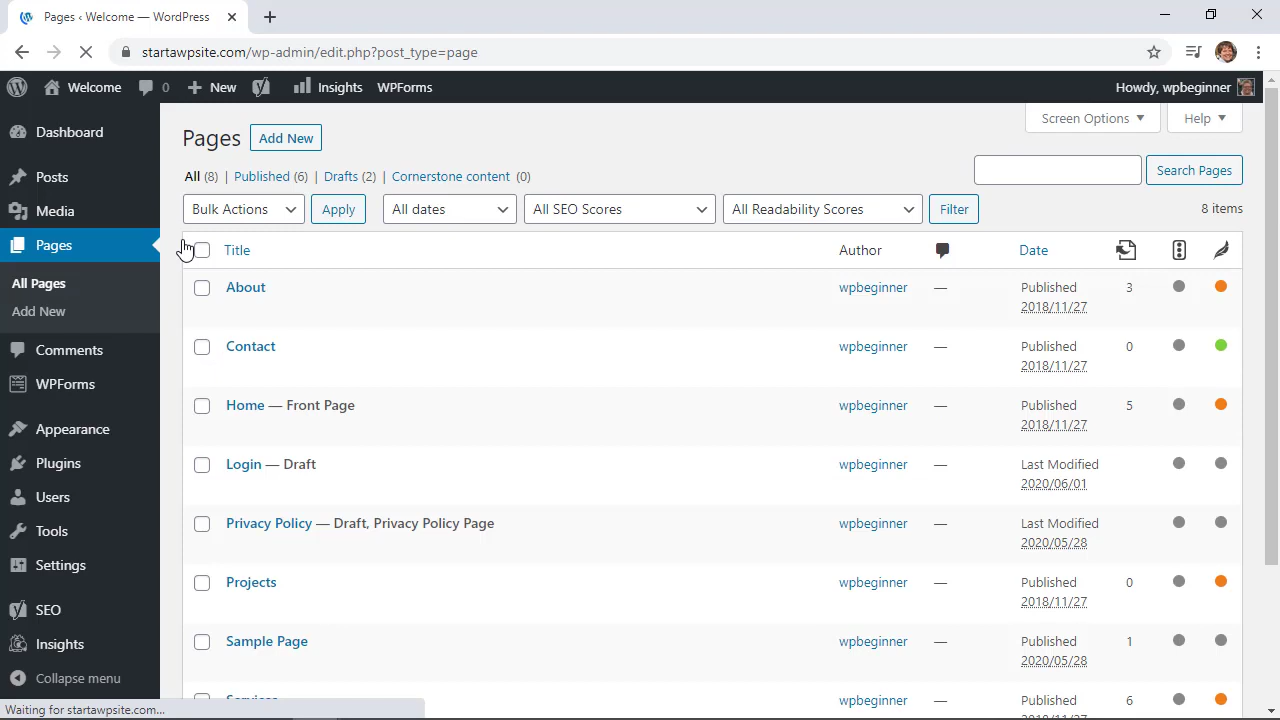 Pages ‹ Welcome — WordPress
startawpsite.com/wp-admin/edit.php?post_type=page
Welcome 0 New Insights WPForms Howdy, wpbeginner
Dashboard
Posts
Media
Pages
All Pages
Add New
Comments
WPForms
Appearance
Plugins
Users
Tools
Settings
SEO
Insights
Collapse menu
Screen Options Help
Pages Add New
All (8) | Published (6) | Drafts (2) | Cornerstone content (0)
Search Pages
Bulk Actions Apply All dates All SEO Scores All Readability Scores Filter 8 items
Title Author Date
About wpbeginner — Published 3
2018/11/27
Contact wpbeginner — Published 0
2018/11/27
Home — Front Page wpbeginner — Published 5
2018/11/27
Login — Draft wpbeginner — Last Modified
2020/06/01
Privacy Policy — Draft, Privacy Policy Page wpbeginner — Last Modified
2020/05/28
Projects wpbeginner — Published 0
2018/11/27
Sample Page wpbeginner — Published 1
2020/05/28
Services wpbeginner — Published 6
2018/11/27
Waiting for startawpsite.com...